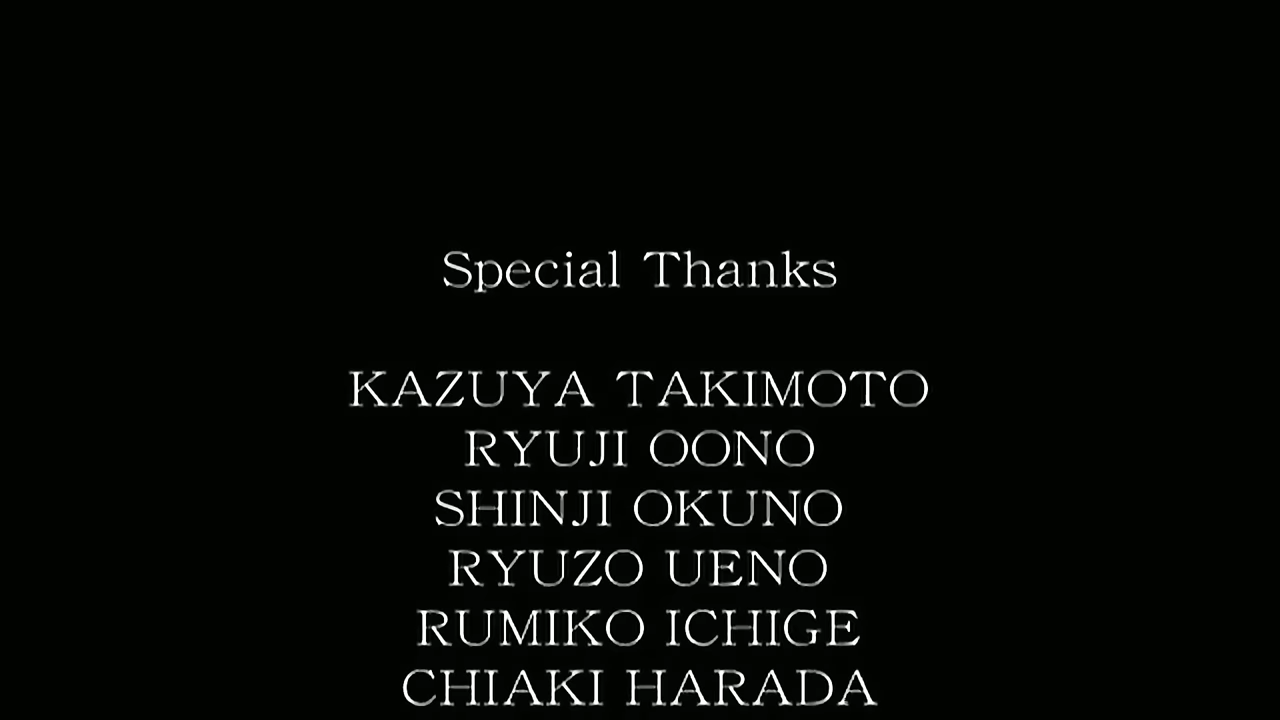 Special Thanks
KAZUYA TAKIMOTO
RYUJI OONO
SHINJI OKUNO
RYUZO UENO
RUMIKO ICHIGE
CHIAKI HARADA